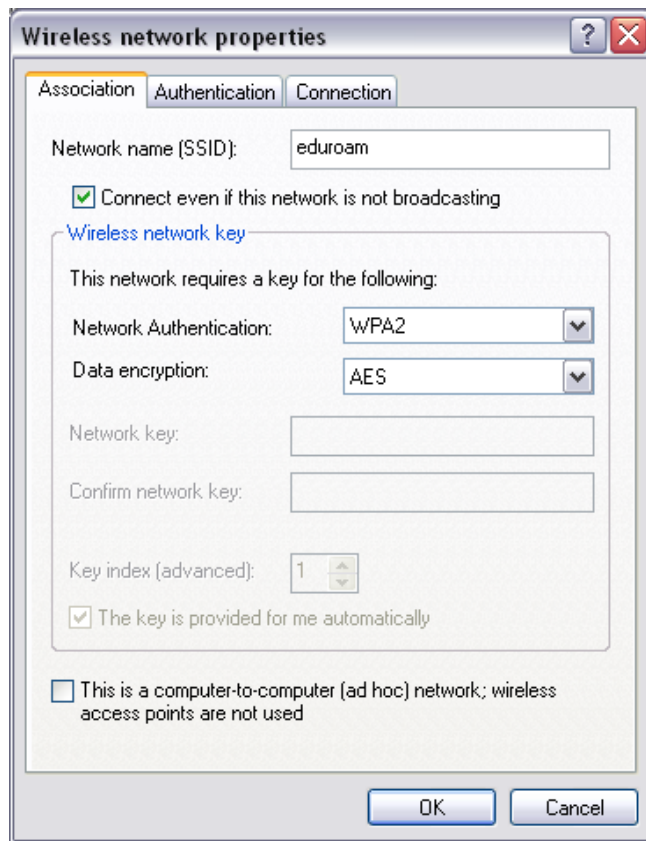 Wireless network properties
Association Authentication Connection
Network name (SSID): eduroam
Connect even if this network is not broadcasting
Wireless network key
This network requires a key for the following:
Network Authentication: WPA2
Data encryption: AES
Network key:
Confirm network key:
Key index (advanced): 1
The key is provided for me automatically
This is a computer-to-computer (ad hoc) network; wireless
access points are not used
OK Cancel